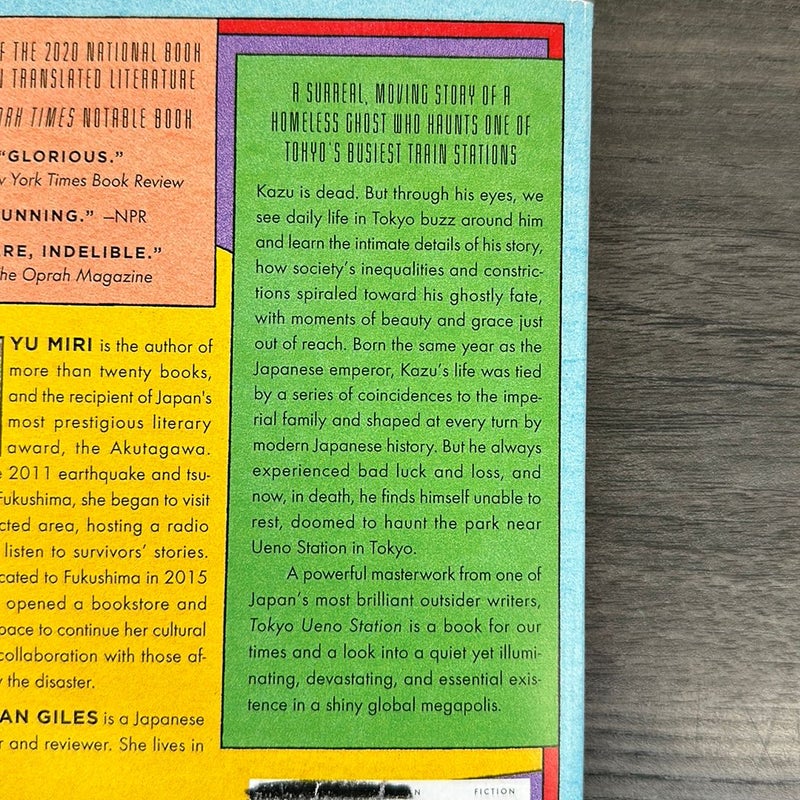 F THE 2020 NATIONAL BOOK
TRANSLATED LITERATURE
TIMES NOTABLE BOOK
"GLORIOUS."
York Times Book Review
UNNING." —NPR
RE, INDELIBLE."
he Oprah Magazine
YU MIRI is the author of
more than twenty books,
and the recipient of Japan's
most prestigious literary
award, the Akutagawa.
2011 earthquake and tsu-
Fukushima, she began to visit
cted area, hosting a radio
listen to survivors' stories.
cated to Fukushima in 2015
opened a bookstore and
pace to continue her cultural
collaboration with those af-
the disaster.
AN GILES is a Japanese
r and reviewer. She lives in
A SURREAL, MOVING STORY OF A
HOMELESS GHOST WHO HAUNTS ONE OF
TOKYO'S BUSIEST TRAIN STATIONS
Kazu is dead. But through his eyes, we
see daily life in Tokyo buzz around him
and learn the intimate details of his story,
how society's inequalities and constric-
tions spiraled toward his ghostly fate,
with moments of beauty and grace just
out of reach. Born the same year as the
Japanese emperor, Kazu's life was tied
by a series of coincidences to the impe-
rial family and shaped at every turn by
modern Japanese history. But he always
experienced bad luck and loss, and
now, in death, he finds himself unable to
rest, doomed to haunt the park near
Ueno Station in Tokyo.
A powerful masterwork from one of
Japan's most brilliant outsider writers,
Tokyo Ueno Station is a book for our
times and a look into a quiet yet illumi-
nating, devastating, and essential exis-
tence in a shiny global megapolis.
FICTION